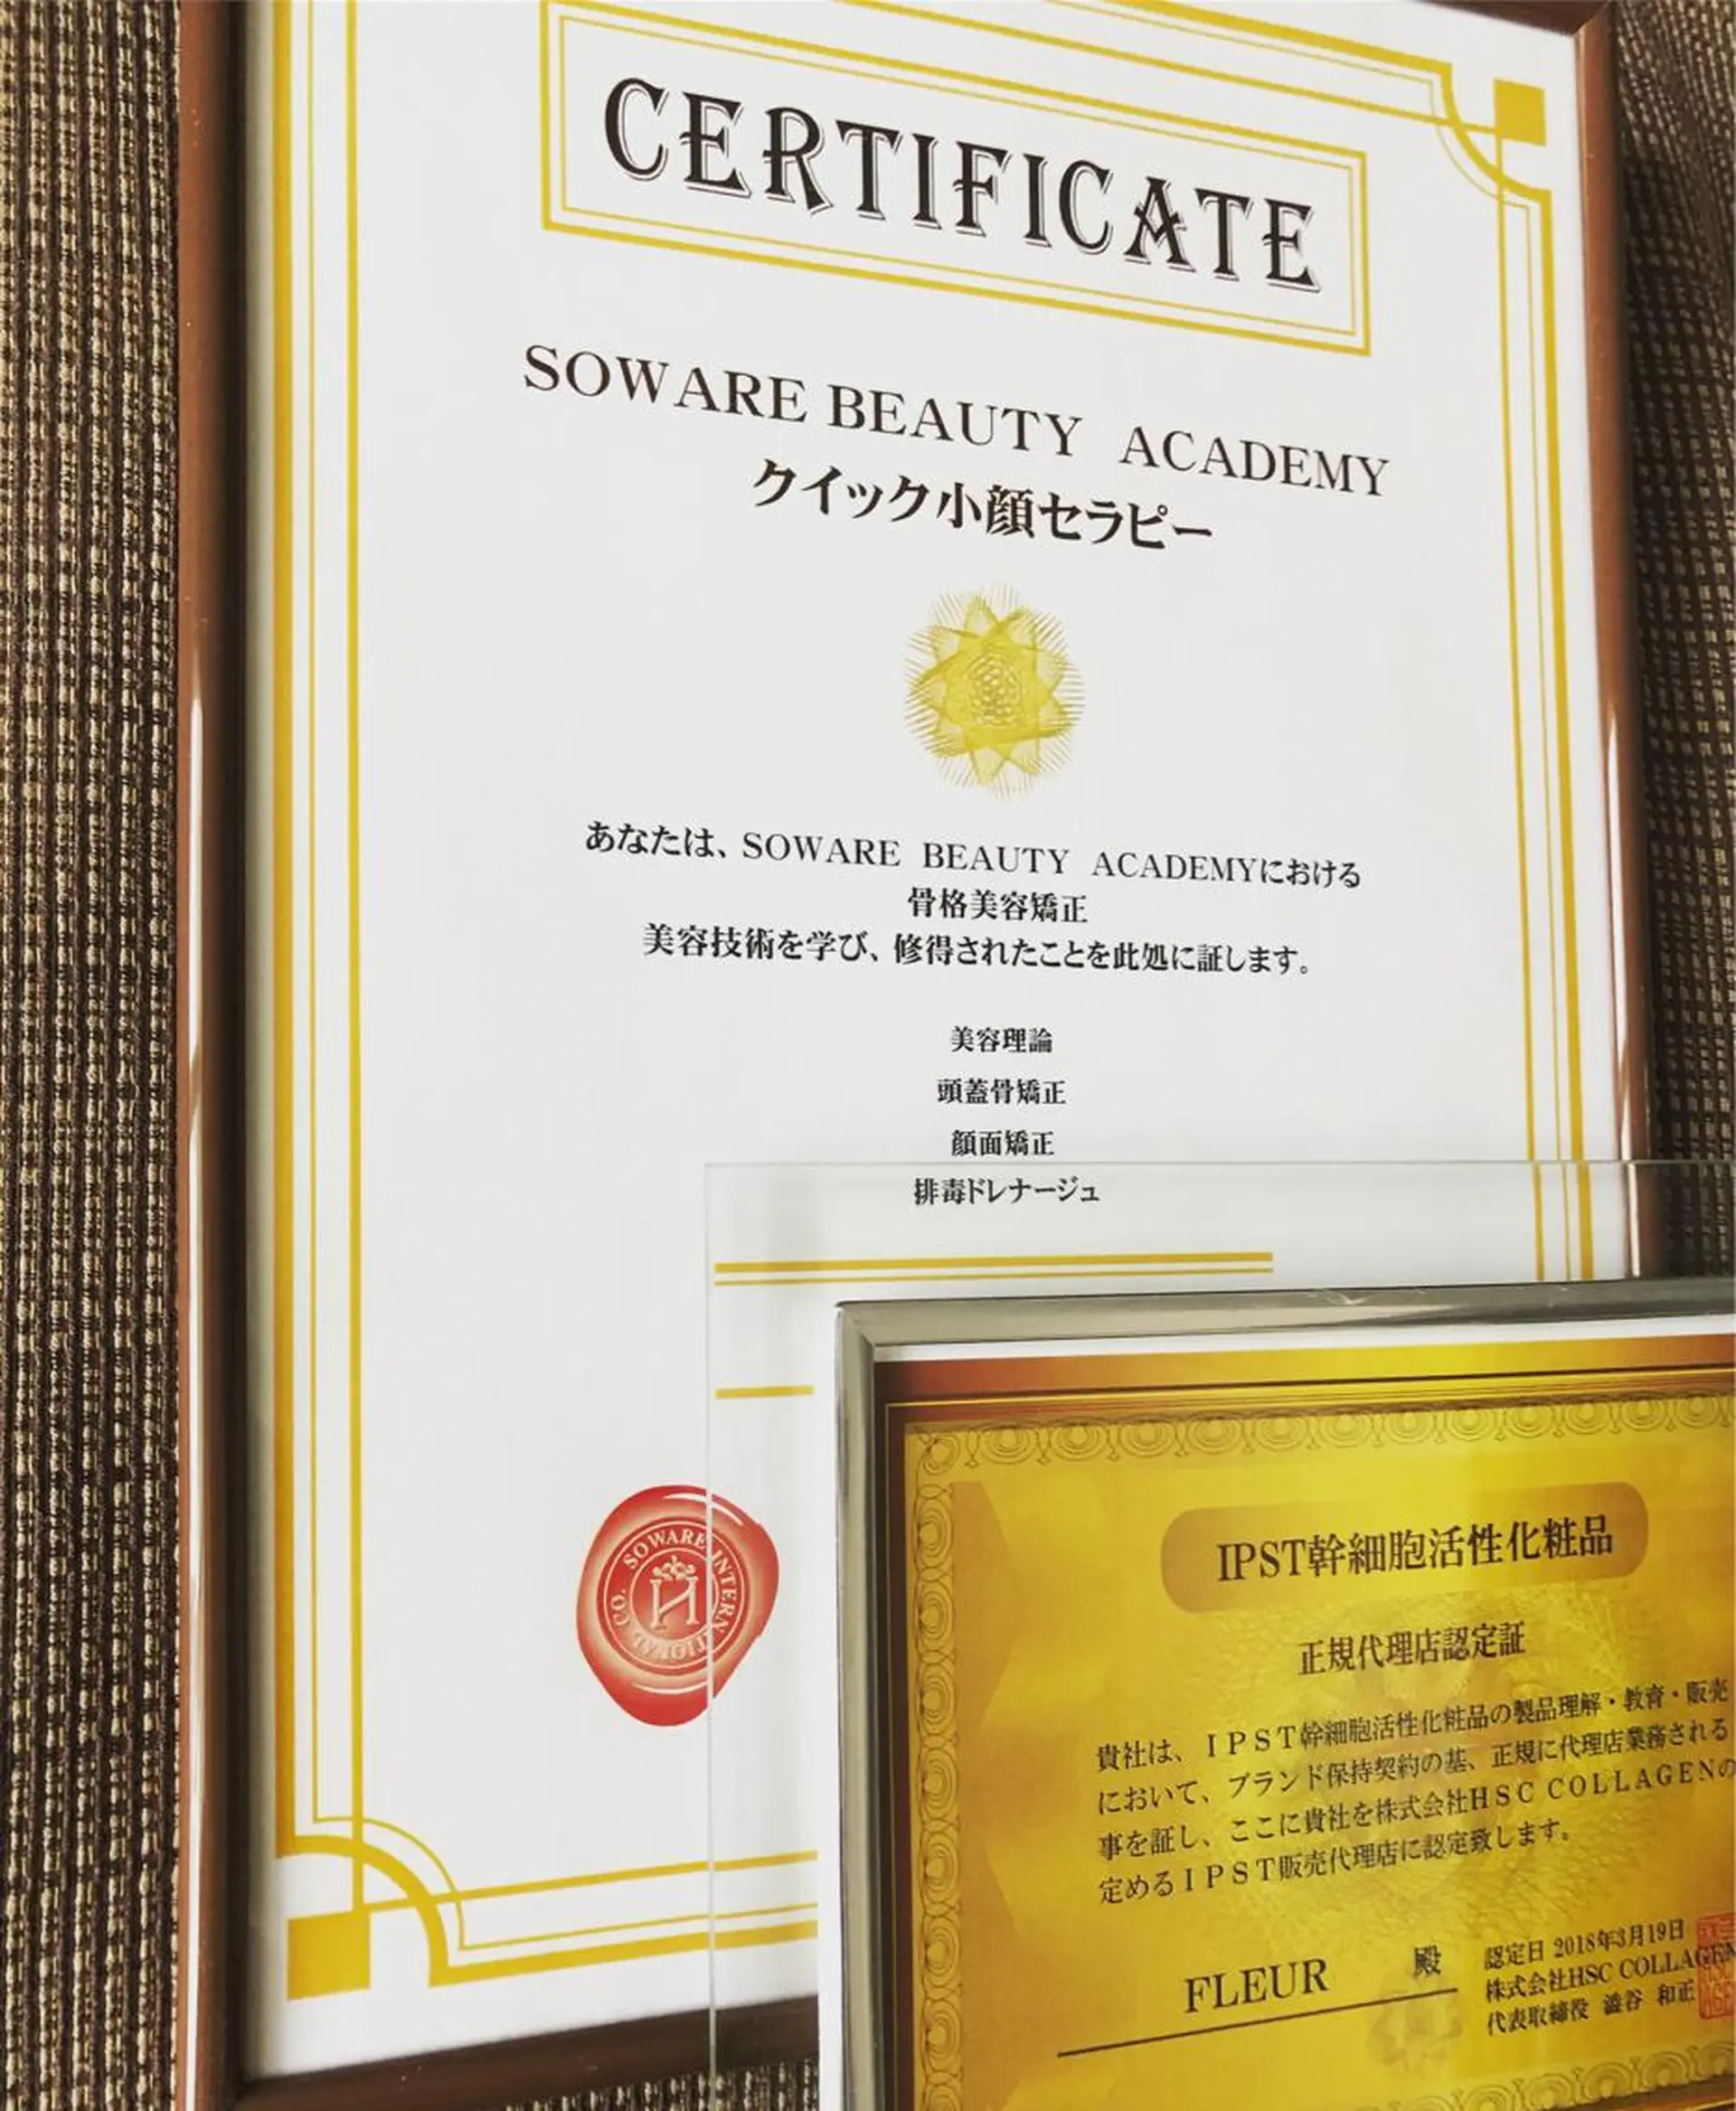 CERTIFICATE
SOWARE BEAUTY ACADEMY
クイック小顔セラピー
あなたは、SOWARE BEAUTY ACADEMYにおける
骨格美容矯正
美容技術を学び、修得されたことを此処に証します。
美容理論
頭蓋骨矯正
顔面矯正
排毒ドレナージュ
SOWARE INTERNATIONAL CO.
IPST幹細胞活性化粧品
正規代理店認定証
貴社は、IPST幹細胞活性化粧品の製品理解・教育・販売
において、ブランド保持契約の基、正規に代理店業務される
事を証し、ここに貴社を株式会社HSC COLLAGENの
定めるIPST販売代理店に認定致します。
FLEUR 殿
認定日 2018年3月19日
株式会社HSC COLLAGEN
代表取締役 澁谷 和正